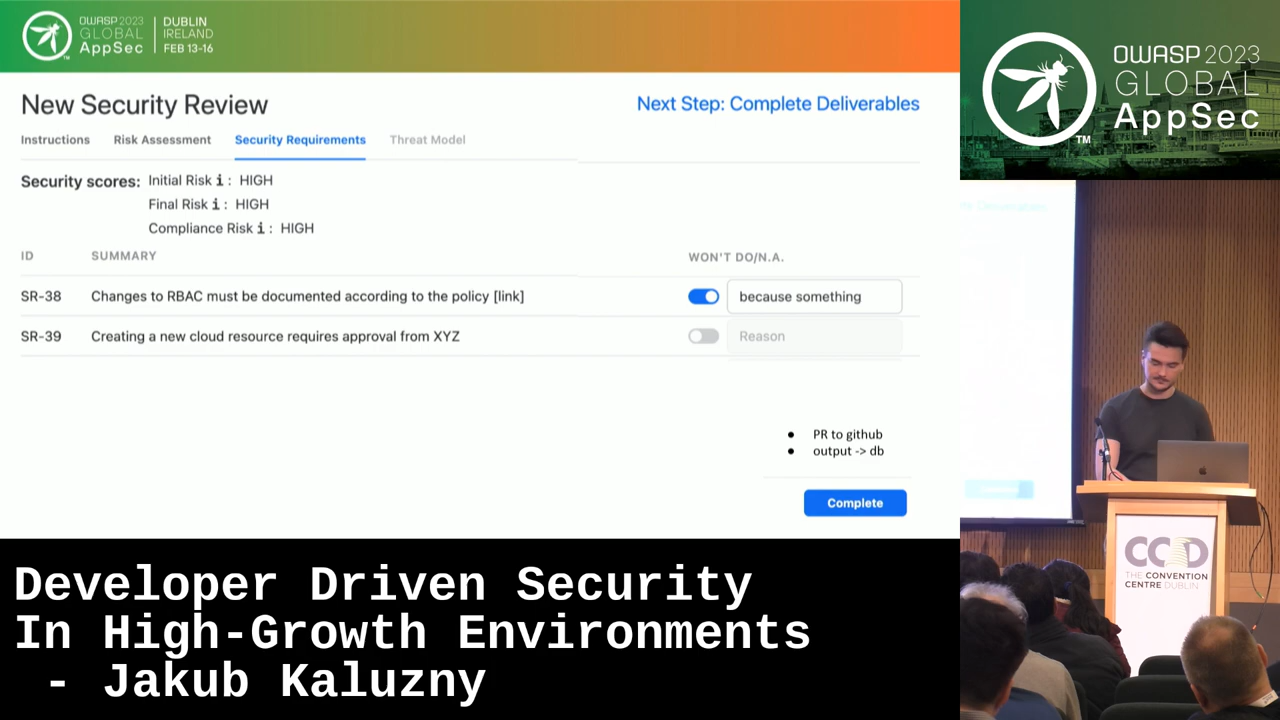 OWASP 2023
GLOBAL
AppSec
TM
DUBLIN
IRELAND
FEB 13-16
New Security Review
Next Step: Complete Deliverables
Instructions
Risk Assessment
Security Requirements
Threat Model
Security scores:
Initial Risk i : HIGH
Final Risk i : HIGH
Compliance Risk i : HIGH
ID
SUMMARY
WON'T DO/N.A.
SR-38
Changes to RBAC must be documented according to the policy [link]
because something
SR-39
Creating a new cloud resource requires approval from XYZ
Reason
• PR to github
• output -> db
Complete
Developer Driven Security
In High-Growth Environments
- Jakub Kaluzny
OWASP 2023
GLOBAL
AppSec
TM
CCD
THE CONVENTION
CENTRE DUBLIN